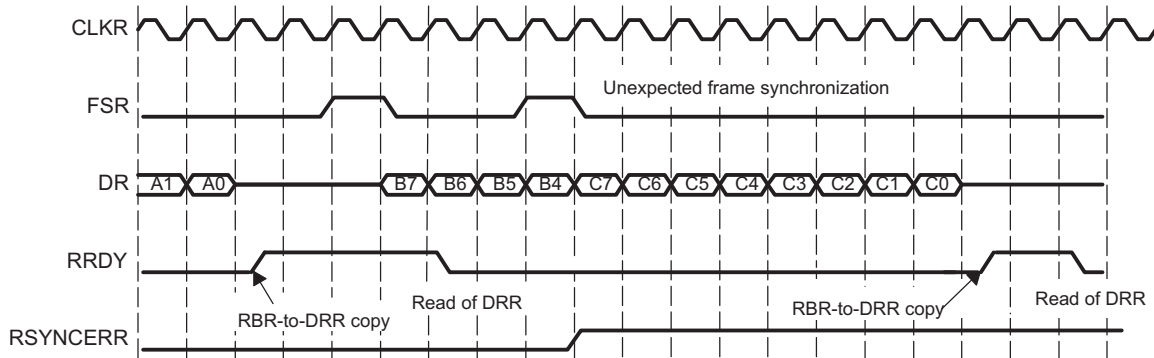 CLKR
Unexpected frame synchronization
FSR
DR A1 A0 B7 B6 B5 B4 C7 C6 C5 C4 C3 C2 C1 C0
RRDY
Read of DRR
RBR-to-DRR copy
RBR-to-DRR copy
Read of DRR
RSYNCERR